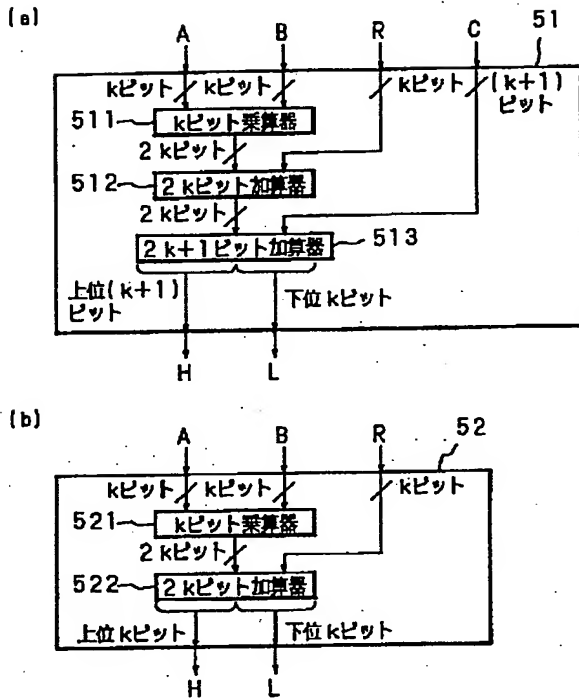 (a)
51
A B R C
kビット kビット kビット (k+1)ビット
511 kビット乗算器
2kビット
512 2kビット加算器
2kビット
2k+1ビット加算器 513
上位(k+1)ビット 下位kビット
H L
(b)
52
A B R
kビット kビット kビット
521 kビット乗算器
2kビット
522 2kビット加算器
上位kビット 下位kビット
H L